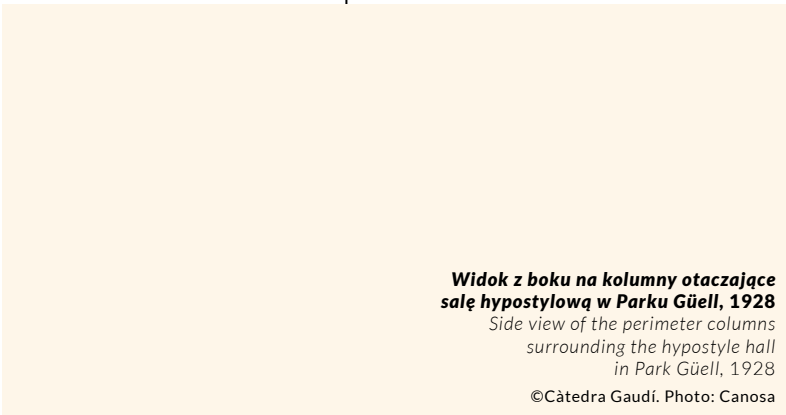 Widok z boku na kolumny otaczające
salę hypostylową w Parku Güell, 1928
Side view of the perimeter columns
surrounding the hypostyle hall
in Park Güell, 1928
©Càtedra Gaudí. Photo: Canosa